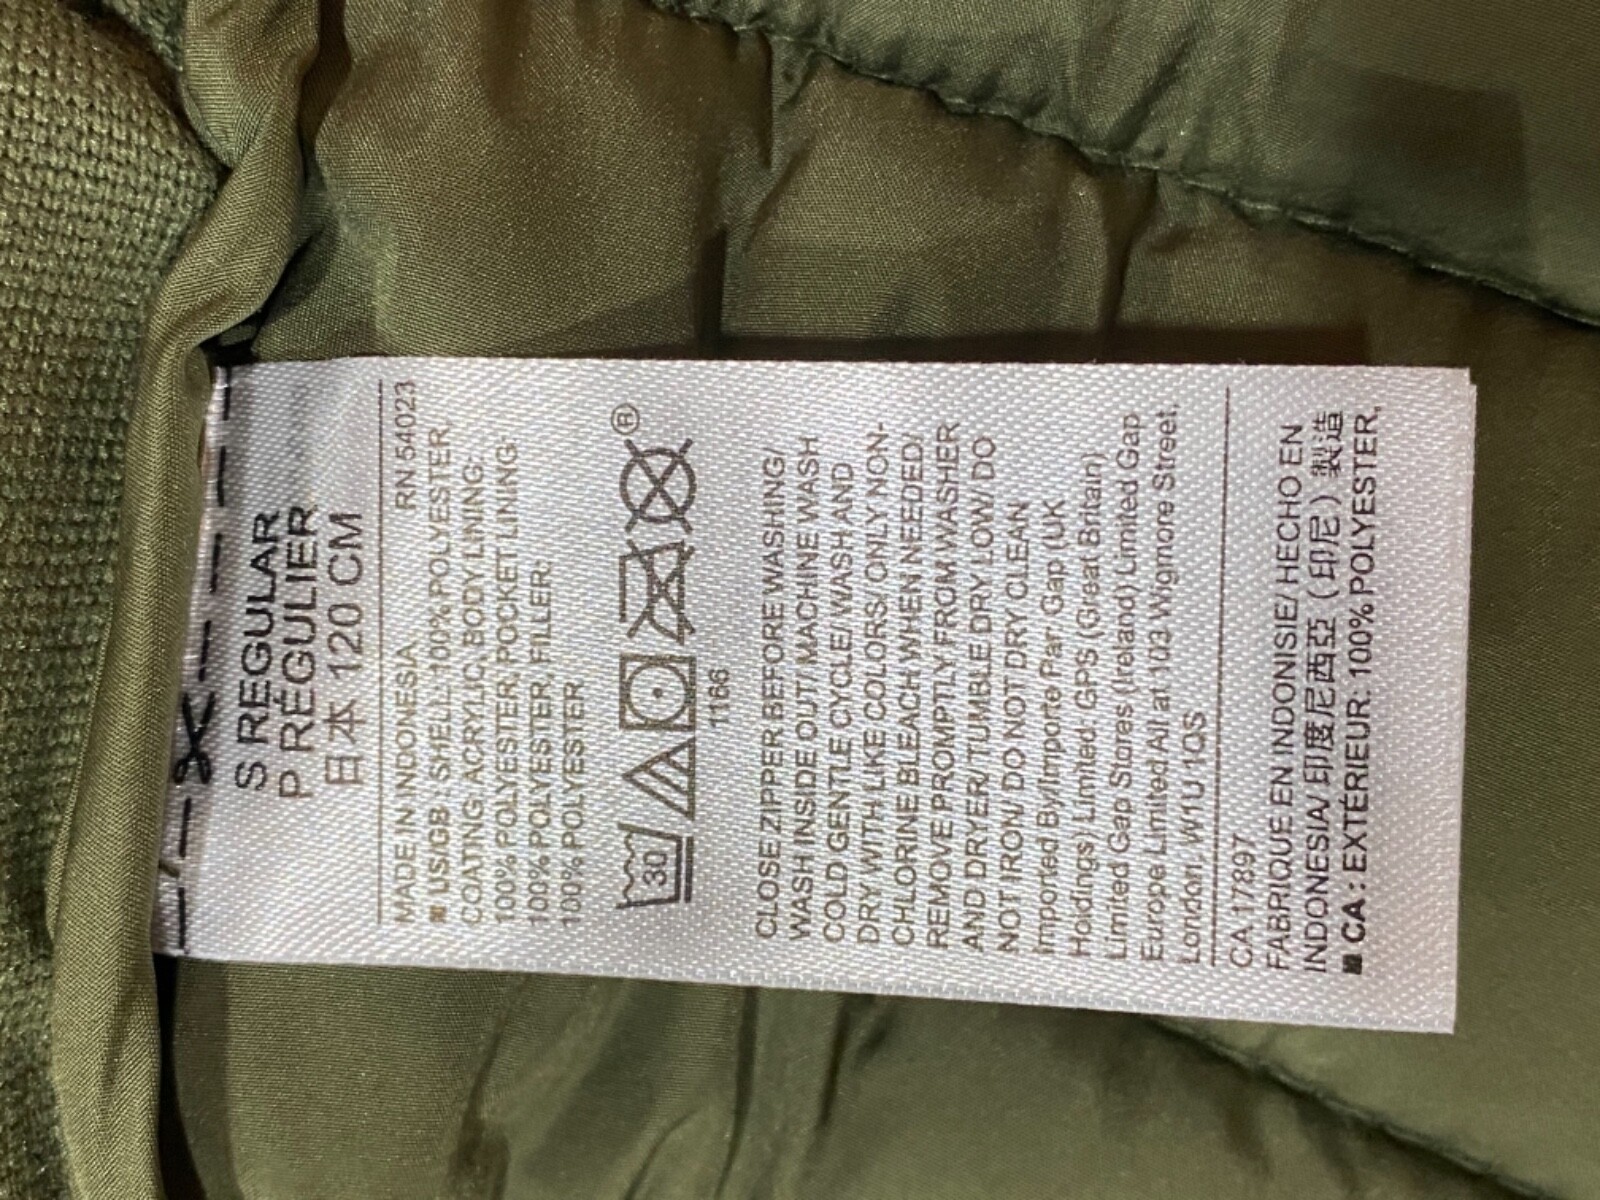 S REGULAR
P RÉGULIER
日本 120 CM
RN 54023
MADE IN INDONESIA
■ US/GB : SHELL: 100% POLYESTER,
COATING: ACRYLIC, BODY LINING:
100% POLYESTER, POCKET LINING:
100% POLYESTER, FILLER:
100% POLYESTER
®
30
1166
CLOSE ZIPPER BEFORE WASHING/
WASH INSIDE OUT/ MACHINE WASH
COLD GENTLE CYCLE/ WASH AND
DRY WITH LIKE COLORS/ ONLY NON-
CHLORINE BLEACH WHEN NEEDED/
REMOVE PROMPTLY FROM WASHER
AND DRYER/ TUMBLE DRY LOW/ DO
NOT IRON/ DO NOT DRY CLEAN
Imported By/Importe Par: Gap (UK
Holdings) Limited; GPS (Great Britain)
Limited Gap Stores (Ireland) Limited Gap
Europe Limited All at 103 Wigmore Street,
London, W1U 1QS
CA 17897
FABRIQUÉ EN INDONISIE/ HECHO EN
INDONESIA/ 印度尼西亞 (印尼) 製造
■ CA : EXTÉRIEUR: 100% POLYESTER,